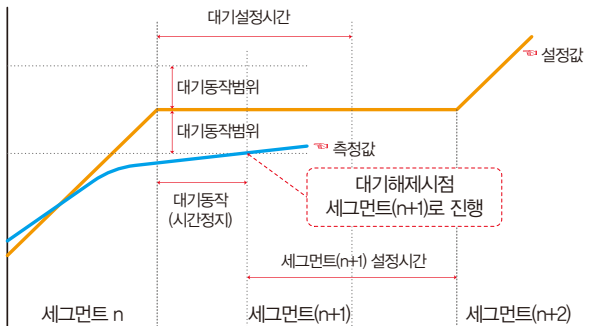 대기설정시간
☜ 설정값
대기동작범위
대기동작범위
☜ 측정값
대기동작
(시간정지)
대기해제시점
세그먼트(n+1)로 진행
세그먼트(n+1) 설정시간
세그먼트 n
세그먼트(n+1)
세그먼트(n+2)